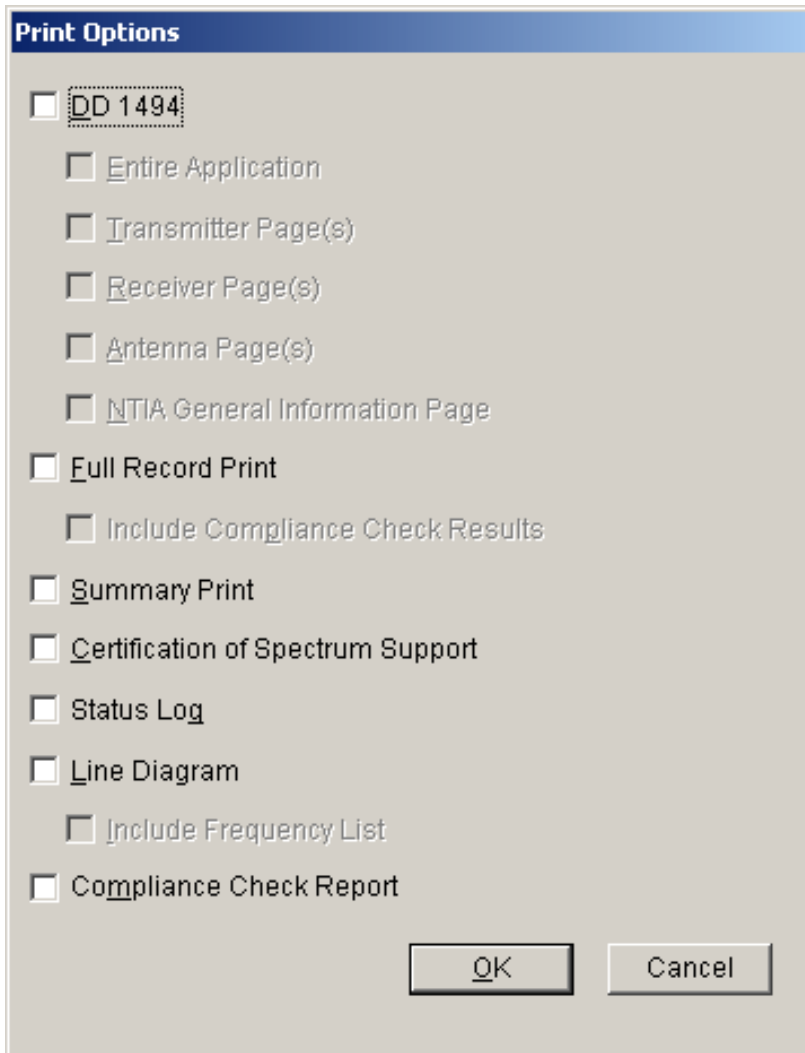 Print Options
DD 1494
Entire Application
Transmitter Page(s)
Receiver Page(s)
Antenna Page(s)
NTIA General Information Page
Full Record Print
Include Compliance Check Results
Summary Print
Certification of Spectrum Support
Status Log
Line Diagram
Include Frequency List
Compliance Check Report
OK Cancel